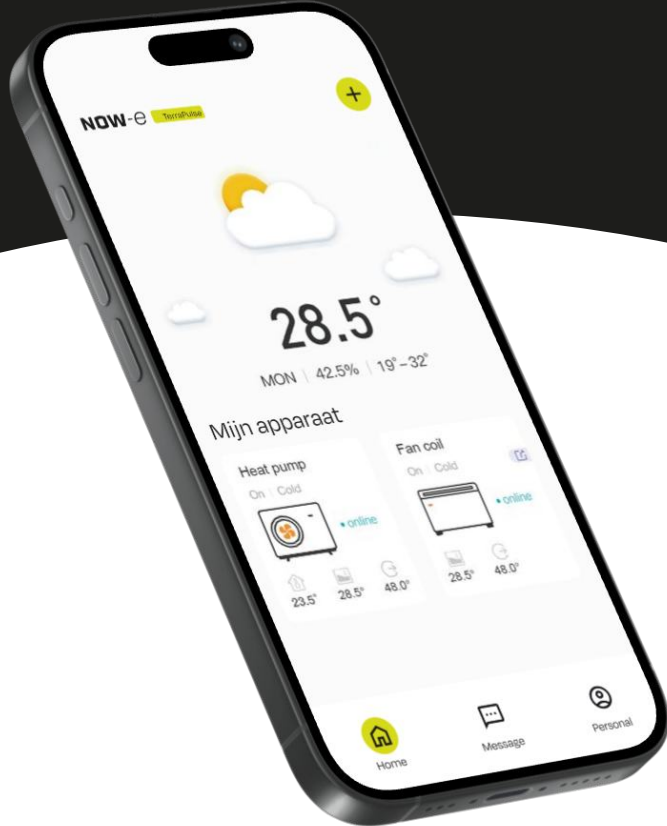 NOW-e TerraPulse
28.5°
MON | 42.5% | 19°–32°
Mijn apparaat
Heat pump
On | Cold
online
23.5° 28.5° 48.0°
Fan coil
On | Cold
online
28.5° 48.0°
Home
Message
Personal